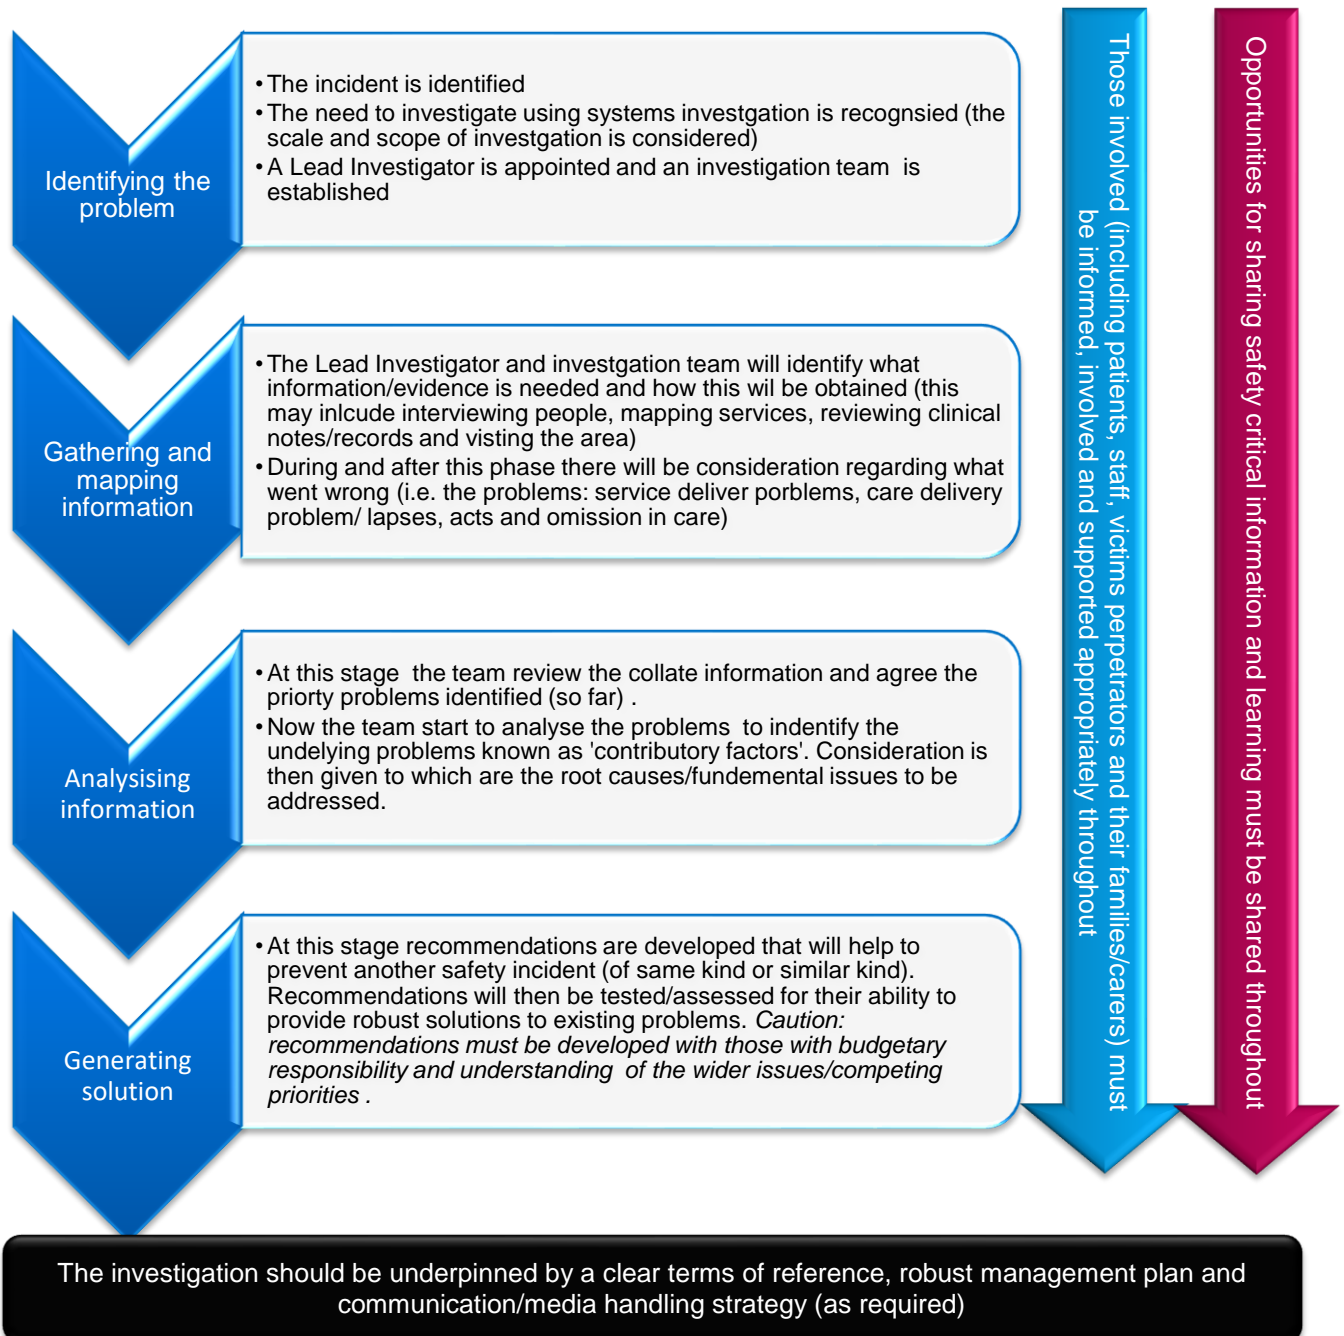 Identifying the
problem
•The incident is identified
•The need to investigate using systems investgation is recognsied (the
scale and scope of investgation is considered)
•A Lead Investigator is appointed and an investigation team  is
established
Gathering and
mapping
information
•The Lead Investigator and investgation team will identify what
information/evidence is needed and how this wil be obtained (this
may inlcude interviewing people, mapping services, reviewing clinical
notes/records and visting the area)
•During and after this phase there will be consideration regarding what
went wrong (i.e. the problems: service deliver porblems, care delivery
problem/ lapses, acts and omission in care)
Analysising
information
•At this stage  the team review the collate information and agree the
priorty problems identified (so far) .
•Now the team start to analyse the problems  to indentify the
undelying problems known as 'contributory factors'. Consideration is
then given to which are the root causes/fundemental issues to be
addressed.
Generating
solution
•At this stage recommendations are developed that will help to
prevent another safety incident (of same kind or similar kind).
Recommendations will then be tested/assessed for their ability to
provide robust solutions to existing problems. Caution:
recommendations must be developed with those with budgetary
responsibility and understanding  of the wider issues/competing
priorities .
Those involved (including patients, staff, victims perpetrators and their families/carers) must
be informed, involved and supported appropriately throughout
Opportunities for sharing safety critical information and learning must be shared throughout
The investigation should be underpinned by a clear terms of reference, robust management plan and
communication/media handling strategy (as required)